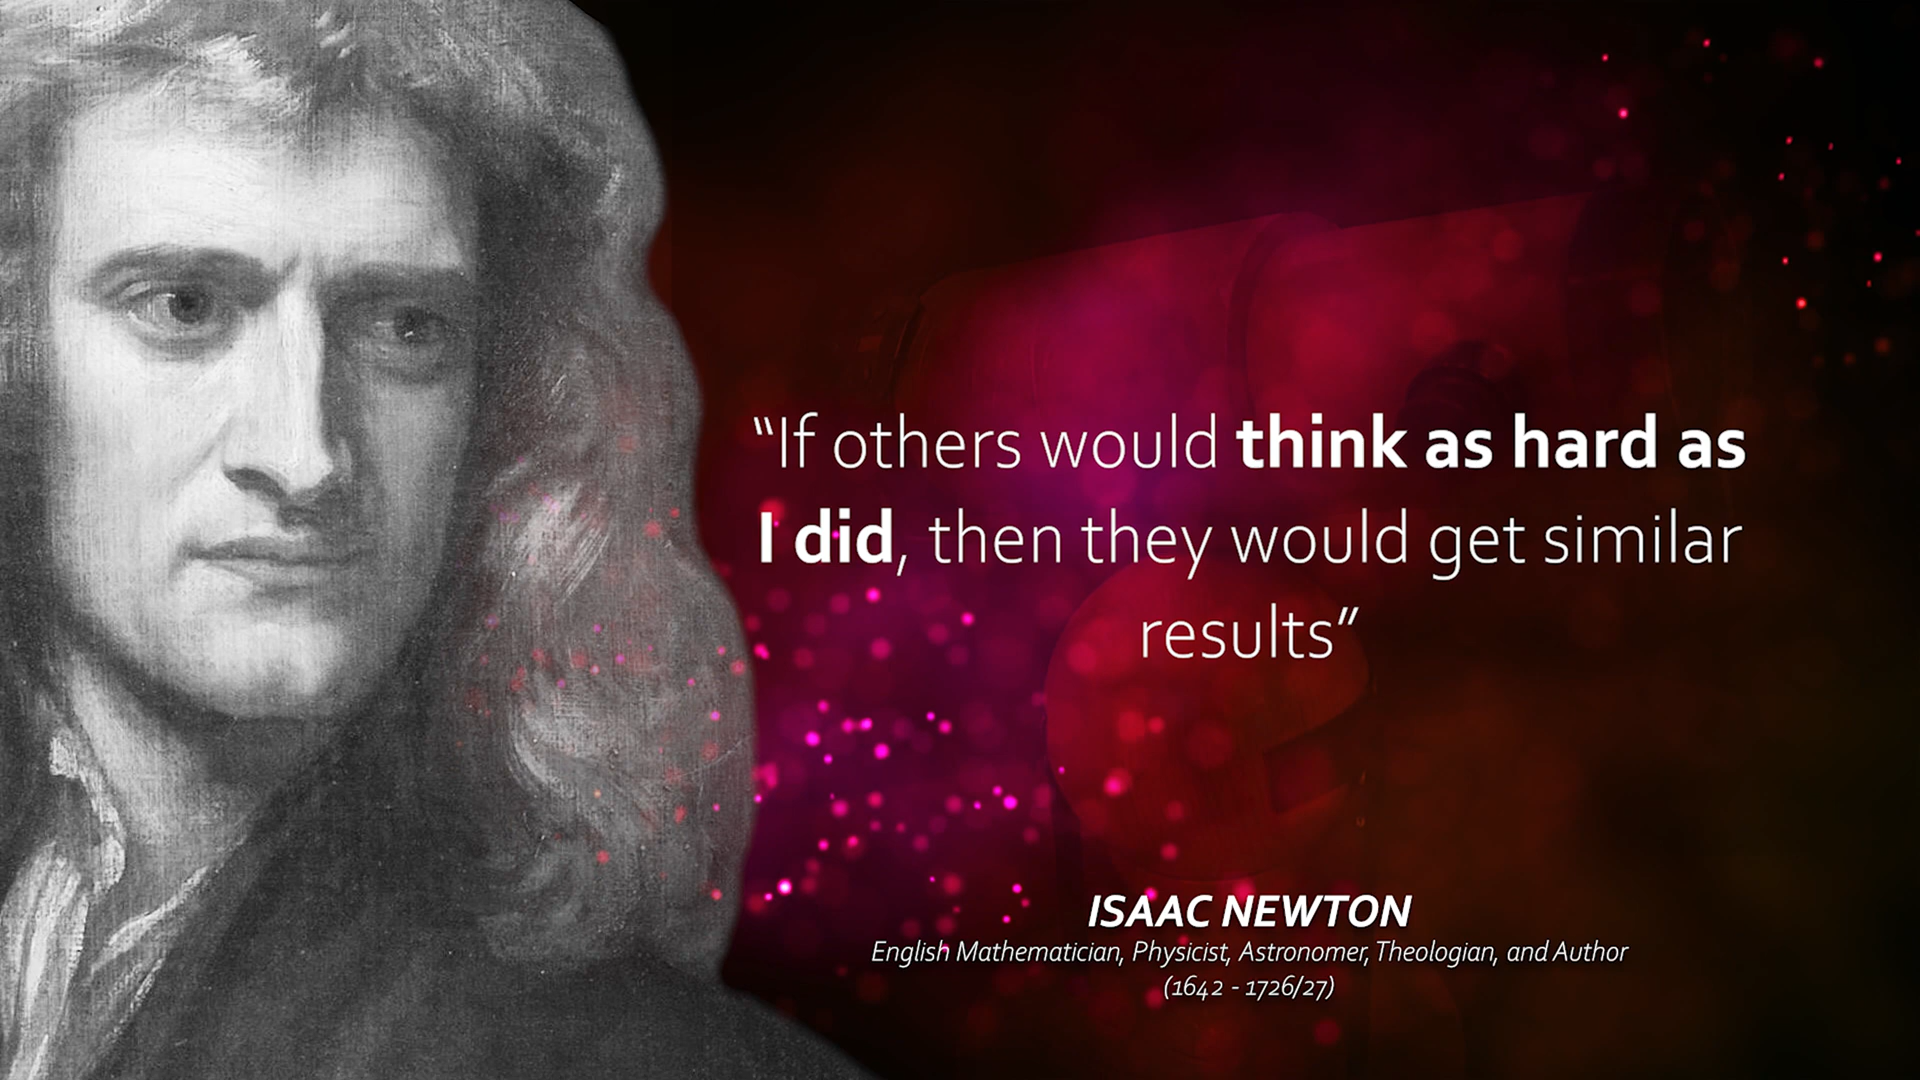 “If others would think as hard as
I did, then they would get similar
results”
ISAAC NEWTON
English Mathematician, Physicist, Astronomer, Theologian, and Author
(1642 - 1726/27)